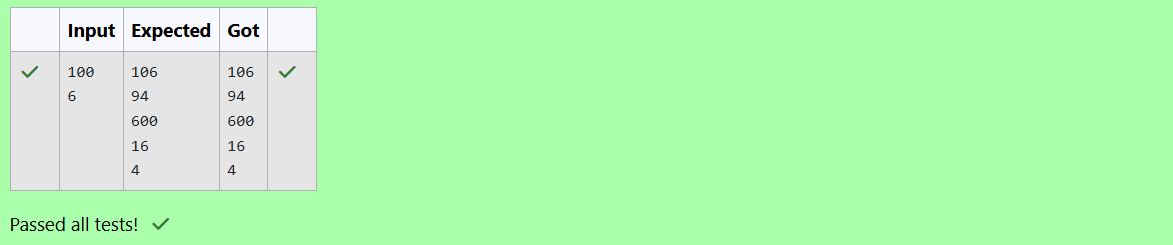 Input Expected Got
100 106 106
6 94 94
600 600
16 16
4 4
Passed all tests!